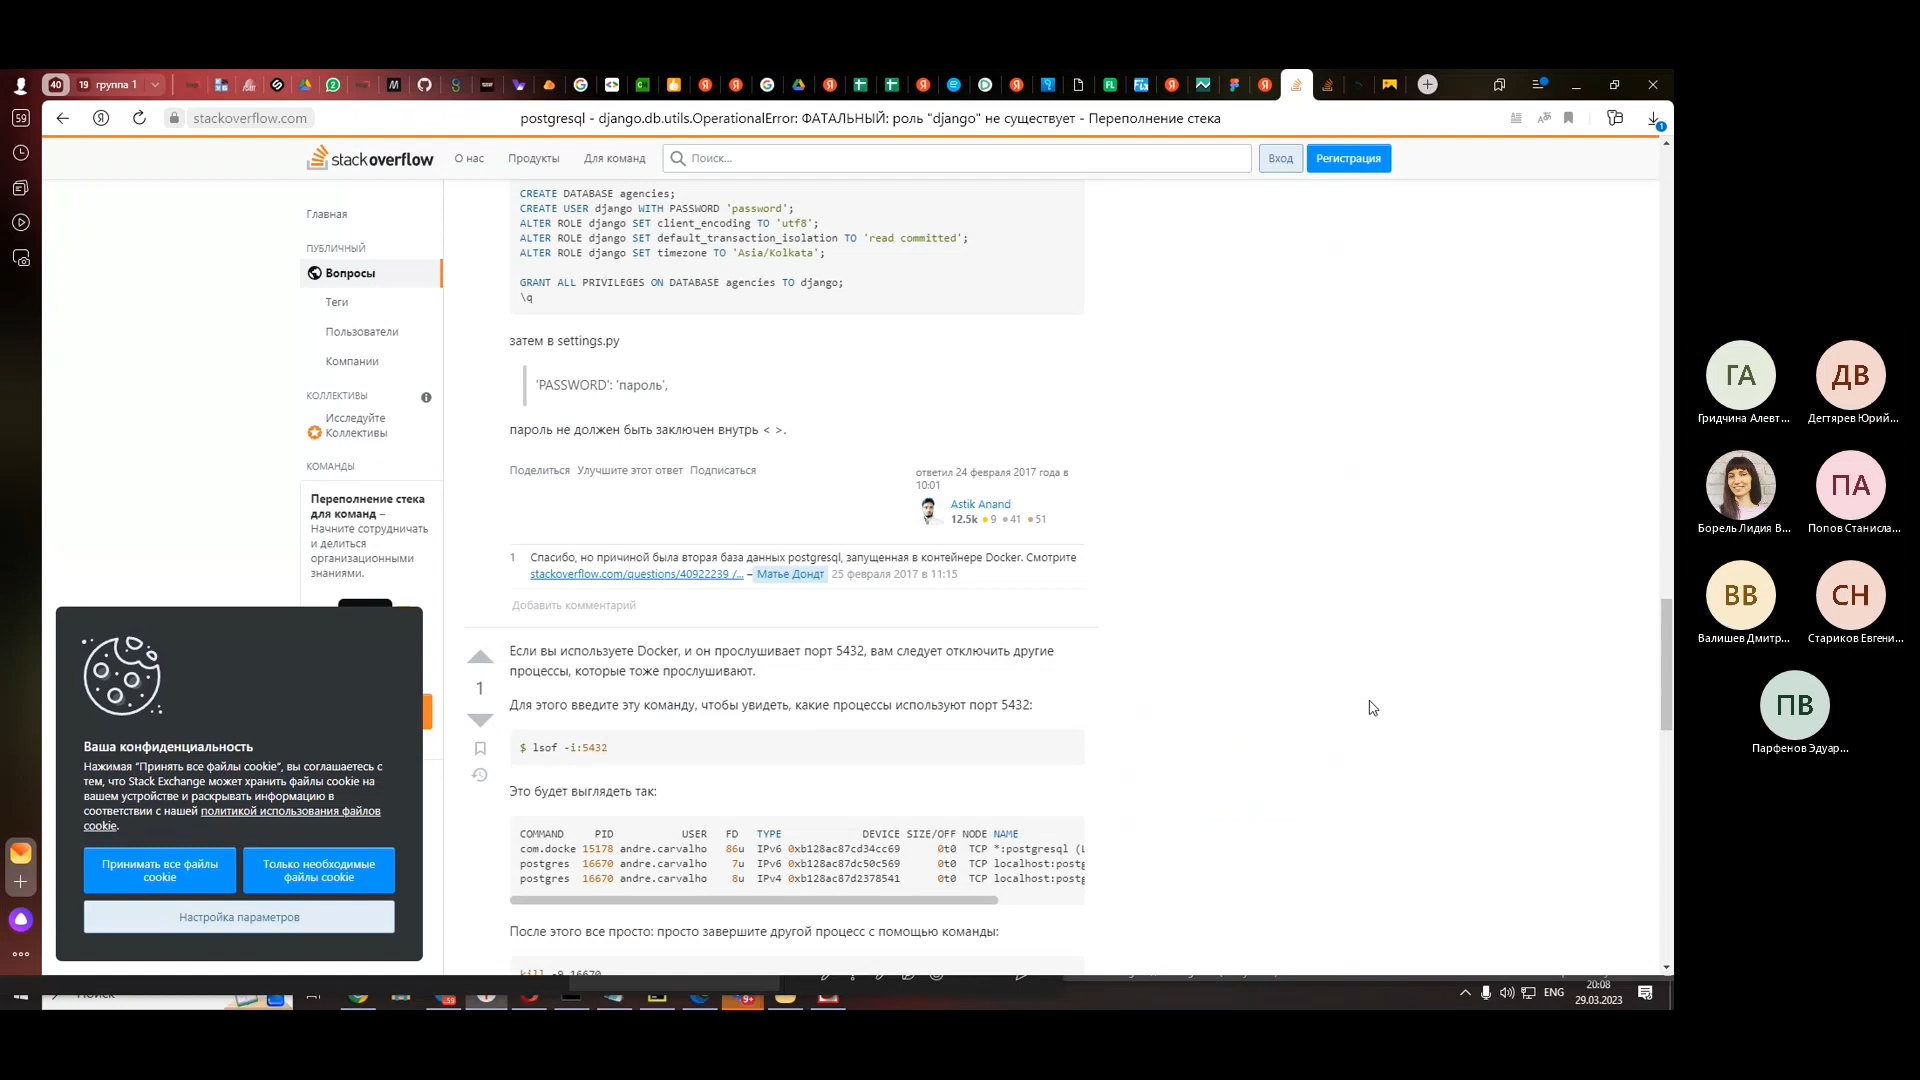 40
19 группа 1
59
stackoverflow.com
postgresql - django.db.utils.OperationalError: ФАТАЛЬНЫЙ: роль "django" не существует - Переполнение стека
1
stackoverflow
О нас
Продукты
Для команд
Поиск...
Вход
Регистрация
Главная
ПУБЛИЧНЫЙ
Вопросы
Теги
Пользователи
Компании
КОЛЛЕКТИВЫ
Исследуйте
Коллективы
КОМАНДЫ
Переполнение стека
для команд –
Начните сотрудничать
и делиться
организационными
знаниями.
CREATE DATABASE agencies;
CREATE USER django WITH PASSWORD 'password';
ALTER ROLE django SET client_encoding TO 'utf8';
ALTER ROLE django SET default_transaction_isolation TO 'read committed';
ALTER ROLE django SET timezone TO 'Asia/Kolkata';
GRANT ALL PRIVILEGES ON DATABASE agencies TO django;
\q
затем в settings.py
'PASSWORD': 'пароль',
пароль не должен быть заключен внутрь < >.
Поделиться Улучшите этот ответ Подписаться
ответил 24 февраля 2017 года в
10:01
Astik Anand
12.5k 9 41 51
1 Спасибо, но причиной была вторая база данных postgresql, запущенная в контейнере Docker. Смотрите
stackoverflow.com/questions/40922239 /... – Матье Дондт 25 февраля 2017 в 11:15
Добавить комментарий
1
Если вы используете Docker, и он прослушивает порт 5432, вам следует отключить другие
процессы, которые тоже прослушивают.
Для этого введите эту команду, чтобы увидеть, какие процессы используют порт 5432:
$ lsof -i:5432
Это будет выглядеть так:
COMMAND PID USER FD TYPE DEVICE SIZE/OFF NODE NAME
com.docke 15178 andre.carvalho 86u IPv6 0xb128ac87cd34cc69 0t0 TCP *:postgresql (L
postgres 16670 andre.carvalho 7u IPv6 0xb128ac87dc50c569 0t0 TCP localhost:postg
postgres 16670 andre.carvalho 8u IPv4 0xb128ac87d2378541 0t0 TCP localhost:postg
После этого все просто: просто завершите другой процесс с помощью команды:
kill -9 16670
Ваша конфиденциальность
Нажимая "Принять все файлы cookie", вы соглашаетесь с
тем, что Stack Exchange может хранить файлы cookie на
вашем устройстве и раскрывать информацию в
соответствии с нашей политикой использования файлов
cookie.
Принимать все файлы
cookie
Только необходимые
файлы cookie
Настройка параметров
Поиск
59
9+
ENG
20:08
29.03.2023
ГА
Гридчина Алевт...
ДВ
Дегтярев Юрий...
Борель Лидия В...
ПА
Попов Станисла...
ВВ
Валишев Дмитр...
СН
Стариков Евгени...
ПВ
Парфенов Эдуар...